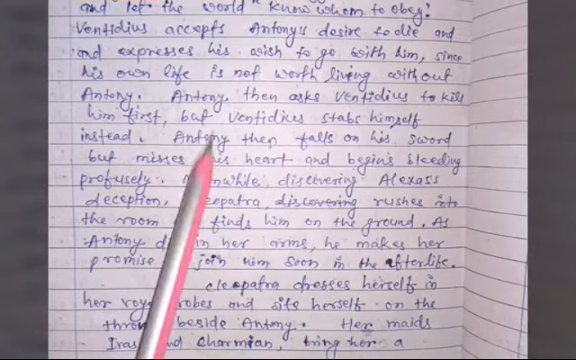 and let the world know whom to obey!
Ventidius accepts Antony's desire to die and
and expresses his wish to go with him, since
his own life is not worth living without
Antony. Antony then asks Ventidius to kill
him first, but Ventidius stabs himself
instead. Antony then falls on his sword
but misses his heart and begins bleeding
profusely. discovering Alexas's
deception, discovering rushes into
the room finds him on the ground. As
Antony in her arms, he makes her
promise join him soon in the afterlife.
cleopatra dresses herself in
her robes and sits herself on the
beside Antony. Her maids
Iras and Charmian, bring her a